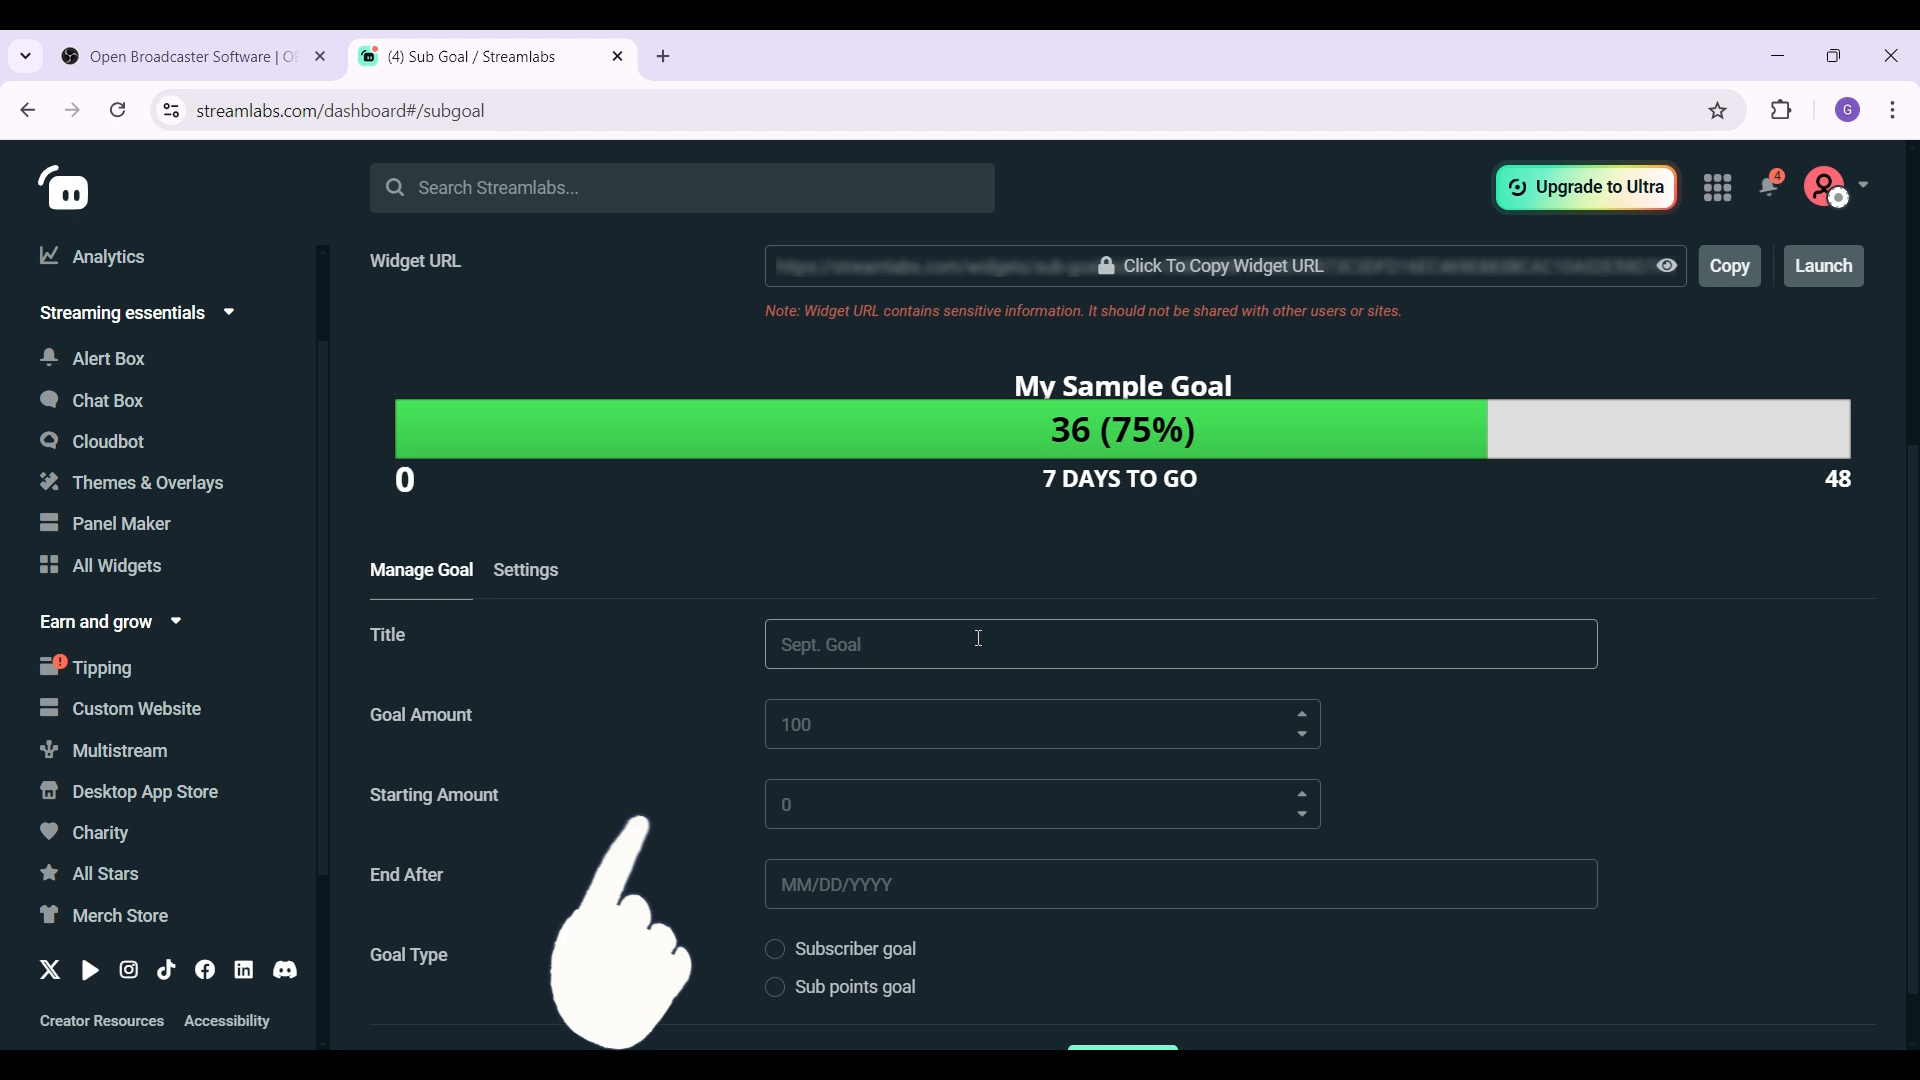 Open Broadcaster Software | O
(4) Sub Goal / Streamlabs
streamlabs.com/dashboard#/subgoal
G
Search Streamlabs...
Upgrade to Ultra
4
Analytics
Streaming essentials
Alert Box
Chat Box
Cloudbot
Themes & Overlays
Panel Maker
All Widgets
Earn and grow
Tipping
Custom Website
Multistream
Desktop App Store
Charity
All Stars
Merch Store
Creator Resources Accessibility
Widget URL
Click To Copy Widget URL
Copy
Launch
Note: Widget URL contains sensitive information. It should not be shared with other users or sites.
My Sample Goal
36 (75%)
0 7 DAYS TO GO 48
Manage Goal Settings
Title
Sept. Goal
Goal Amount
100
Starting Amount
0
End After
MM/DD/YYYY
Goal Type
Subscriber goal
Sub points goal